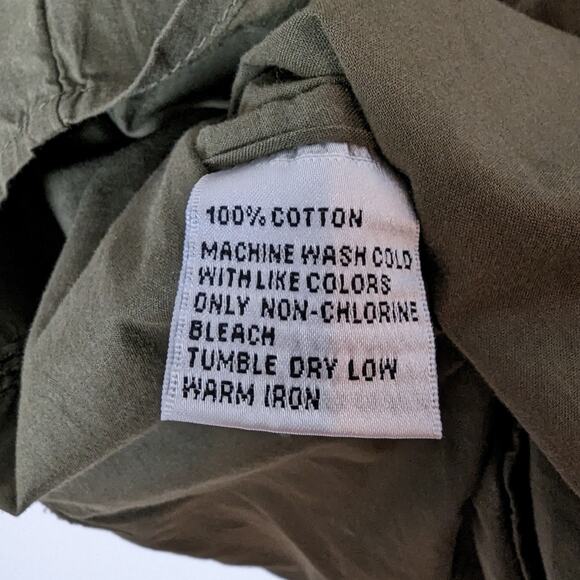 100% COTTON
MACHINE WASH COLD
WITH LIKE COLORS
ONLY NON-CHLORINE
BLEACH
TUMBLE DRY LOW
WARM IRON